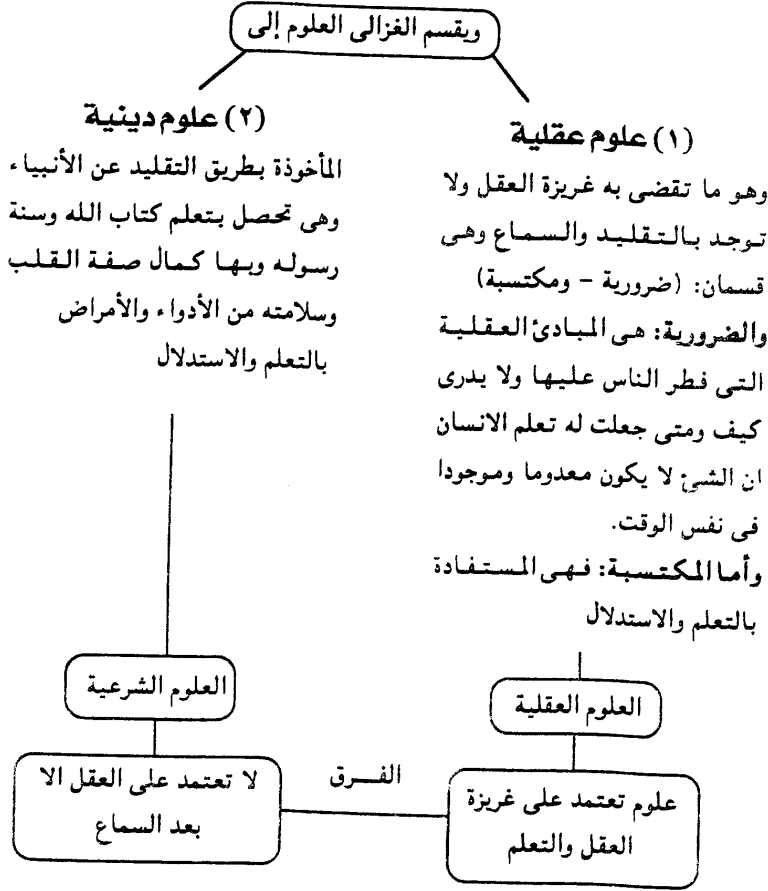 ويقسم الغزالى العلوم إلى
(١) علوم عقلية
وهو ما تقضى به غريزة العقل ولا
توجد بالتقليد والسماع وهى
قسمان: (ضرورية - ومكتسبة)
والضرورية: هى المبادئ العقلية
التى فطر الناس عليها ولا يدرى
كيف ومتى جعلت له تعلم الانسان
ان الشئ لا يكون معدوما وموجودا
فى نفس الوقت.
وأما المكتسبة: فهى المستفادة
بالتعلم والاستدلال
(٢) علوم دينية
المأخوذة بطريق التقليد عن الأنبياء
وهى تحصل بتعلم كتاب الله وسنة
رسوله وبها كمال صفة القلب
وسلامته من الأدواء والأمراض
بالتعلم والاستدلال
العلوم العقلية
العلوم الشرعية
علوم تعتمد على غريزة
العقل والتعلم
الفرق
لا تعتمد على العقل الا
بعد السماع